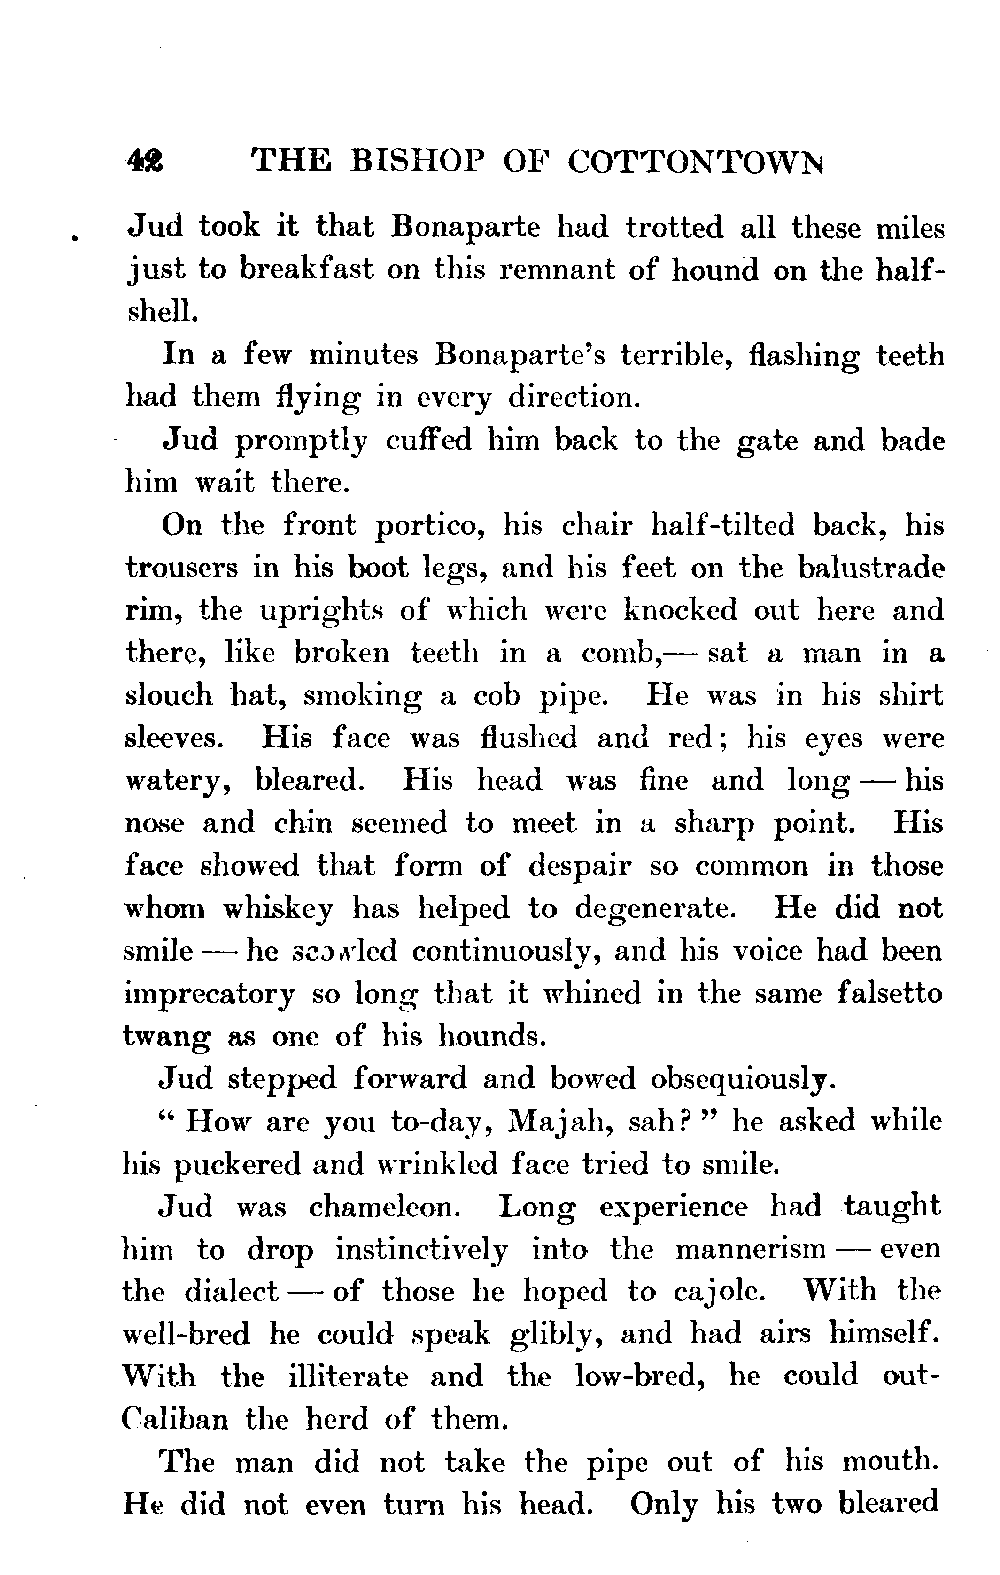 42 THE BISHOP OF COTTONTOWN
Jud took it that Bonaparte had trotted all these miles
just to breakfast on this remnant of hound on the half-
shell.
In a few minutes Bonaparte's terrible, flashing teeth
had them flying in every direction.
Jud promptly cuffed him back to the gate and bade
him wait there.
On the front portico, his chair half-tilted back, his
trousers in his boot legs, and his feet on the balustrade
rim, the uprights of which were knocked out here and
there, like broken teeth in a comb,— sat a man in a
slouch hat, smoking a cob pipe. He was in his shirt
sleeves. His face was flushed and red; his eyes were
watery, bleared. His head was fine and long — his
nose and chin seemed to meet in a sharp point. His
face showed that form of despair so common in those
whom whiskey has helped to degenerate. He did not
smile — he scowled continuously, and his voice had been
imprecatory so long that it whined in the same falsetto
twang as one of his hounds.
Jud stepped forward and bowed obsequiously.
“ How are you to-day, Majah, sah? ” he asked while
his puckered and wrinkled face tried to smile.
Jud was chameleon. Long experience had taught
him to drop instinctively into the mannerism — even
the dialect — of those he hoped to cajole. With the
well-bred he could speak glibly, and had airs himself.
With the illiterate and the low-bred, he could out-
Caliban the herd of them.
The man did not take the pipe out of his mouth.
He did not even turn his head. Only his two bleared